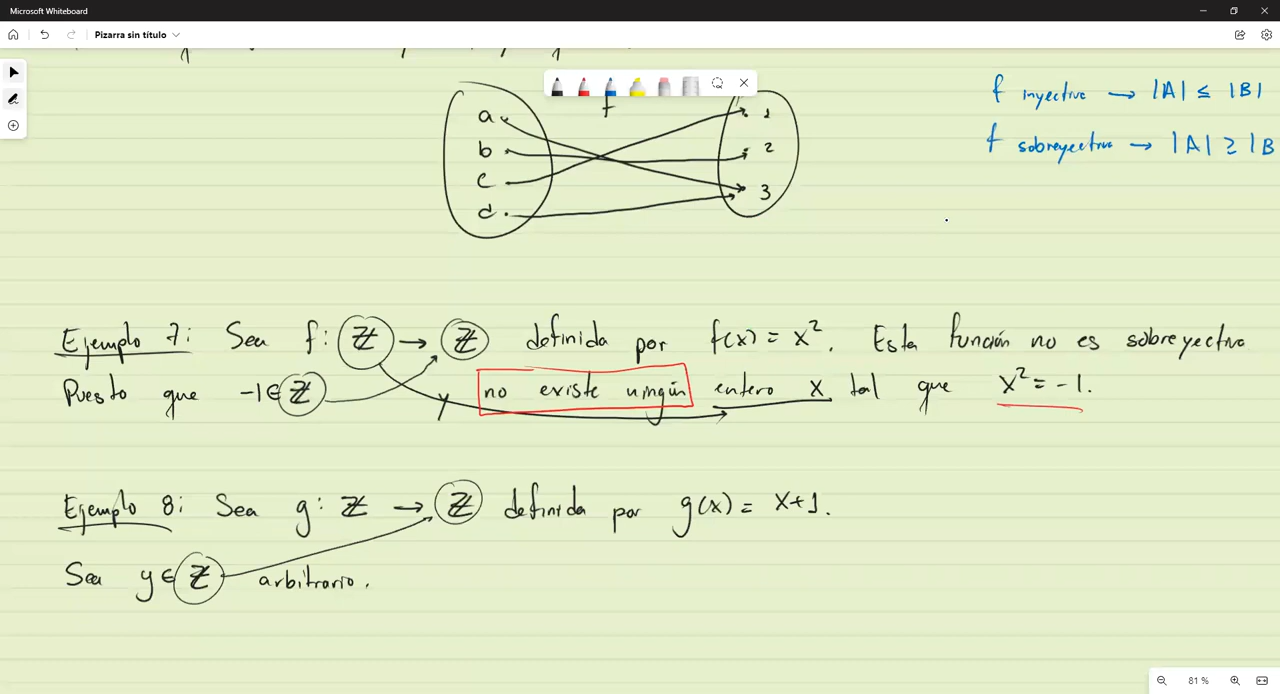 Microsoft Whiteboard
Pizarra sin título
f
f inyectiva → |A| ≤ |B|
f sobreyectiva → |A| ≥ |B
a
b
c
d
1
2
3
Ejemplo 7: Sea f: ℤ → ℤ definida por f(x) = x². Esta función no es sobreyectiva
Puesto que -1 ∈ ℤ y no existe ningún entero x tal que x² = -1.
Ejemplo 8: Sea g: ℤ → ℤ definida por g(x) = x+1.
Sea y ∈ ℤ arbitrario.
81 %